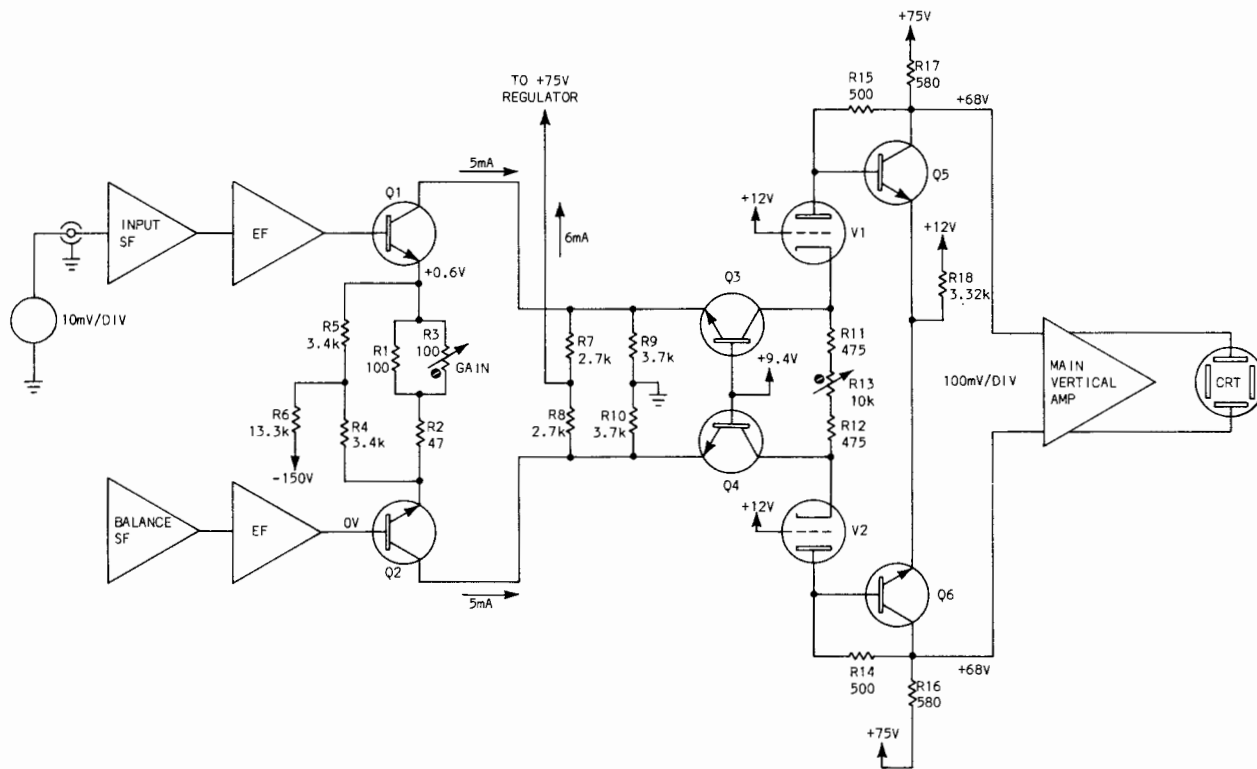 +75V
R17
580
R15
500
+68V
TO +75V
REGULATOR
5mA
Q1
Q5
INPUT
SF
EF
+12V
V1
+12V
6mA
R18
3.32k
+0.6V
Q3
10mV/DIV
R5
3.4k
R3
100
R1
100
GAIN
R7
2.7k
R9
3.7k
R11
475
+9.4V
R13
10k
100mV/DIV
MAIN
VERTICAL
AMP
CRT
R6
13.3k
R4
3.4k
R2
47
R8
2.7k
R10
3.7k
R12
475
-150V
Q4
+12V
V2
BALANCE
SF
EF
0V
Q2
Q6
5mA
R14
500
+68V
R16
580
+75V